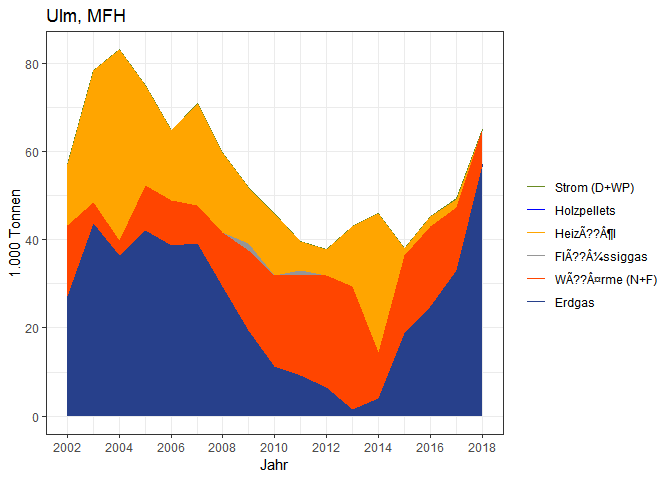 Ulm, MFH
1.000 Tonnen
80
60
40
20
0
2002 2004 2006 2008 2010 2012 2014 2016 2018
Jahr
Strom (D+WP)
Holzpellets
HeizÃ??Â¶l
FlÃ??Â¼ssiggas
WÃ??Â¤rme (N+F)
Erdgas